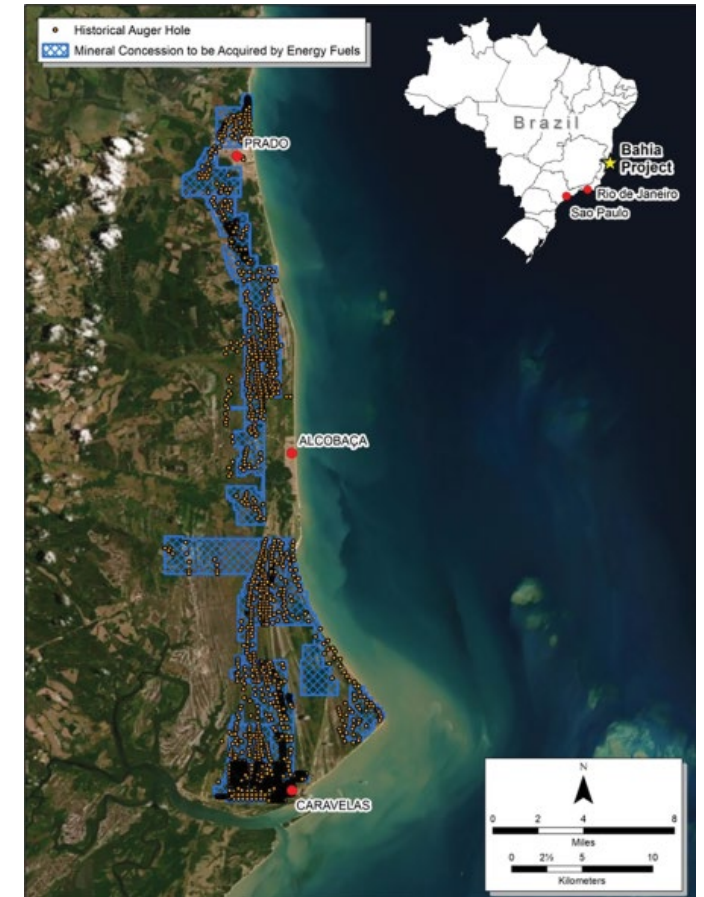 Historical Auger Hole
Mineral Concession to be Acquired by Energy Fuels
Brazil
Bahia
Project
Rio de Janeiro
Sao Paulo
PRADO
ALCOBAÇA
CARAVELAS
N
0 2 4 8
Miles
0 2½ 5 10
Kilometers